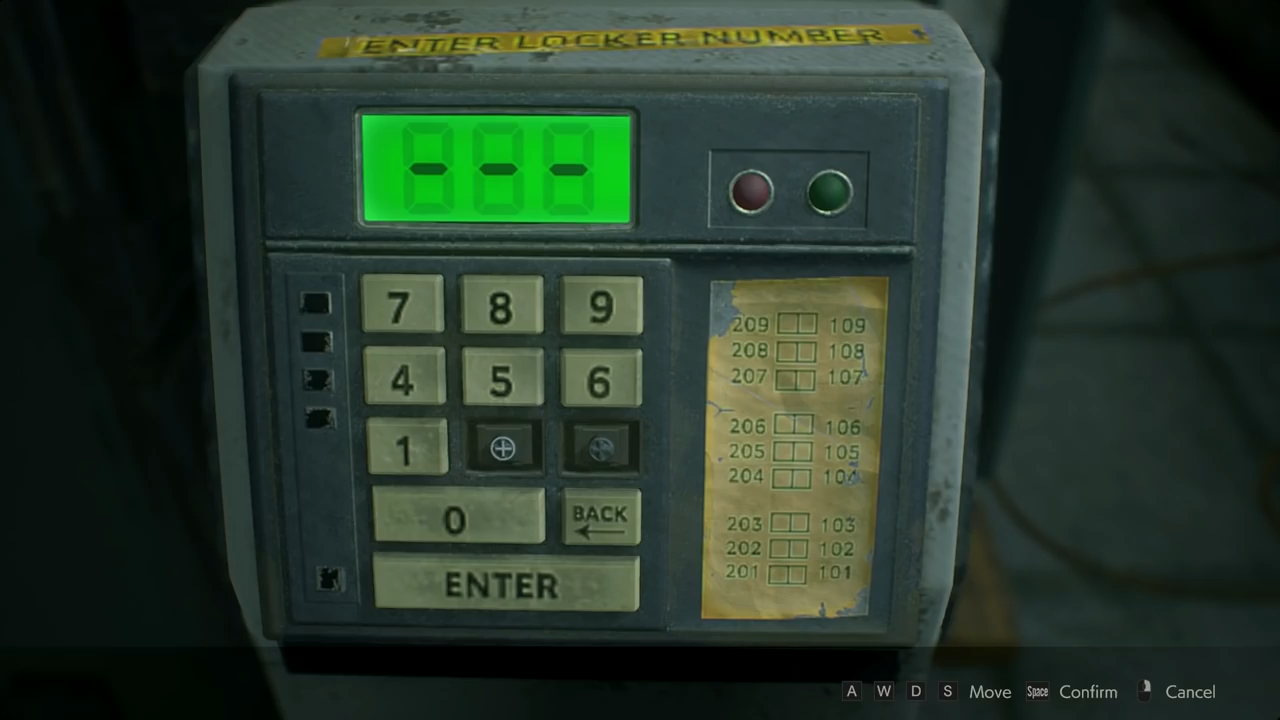 ENTER LOCKER NUMBER
7 8 9
4 5 6
1
0 BACK
ENTER
209 109
208 108
207 107
206 106
205 105
204 104
203 103
202 102
201 101
A W D S Move Space Confirm Cancel